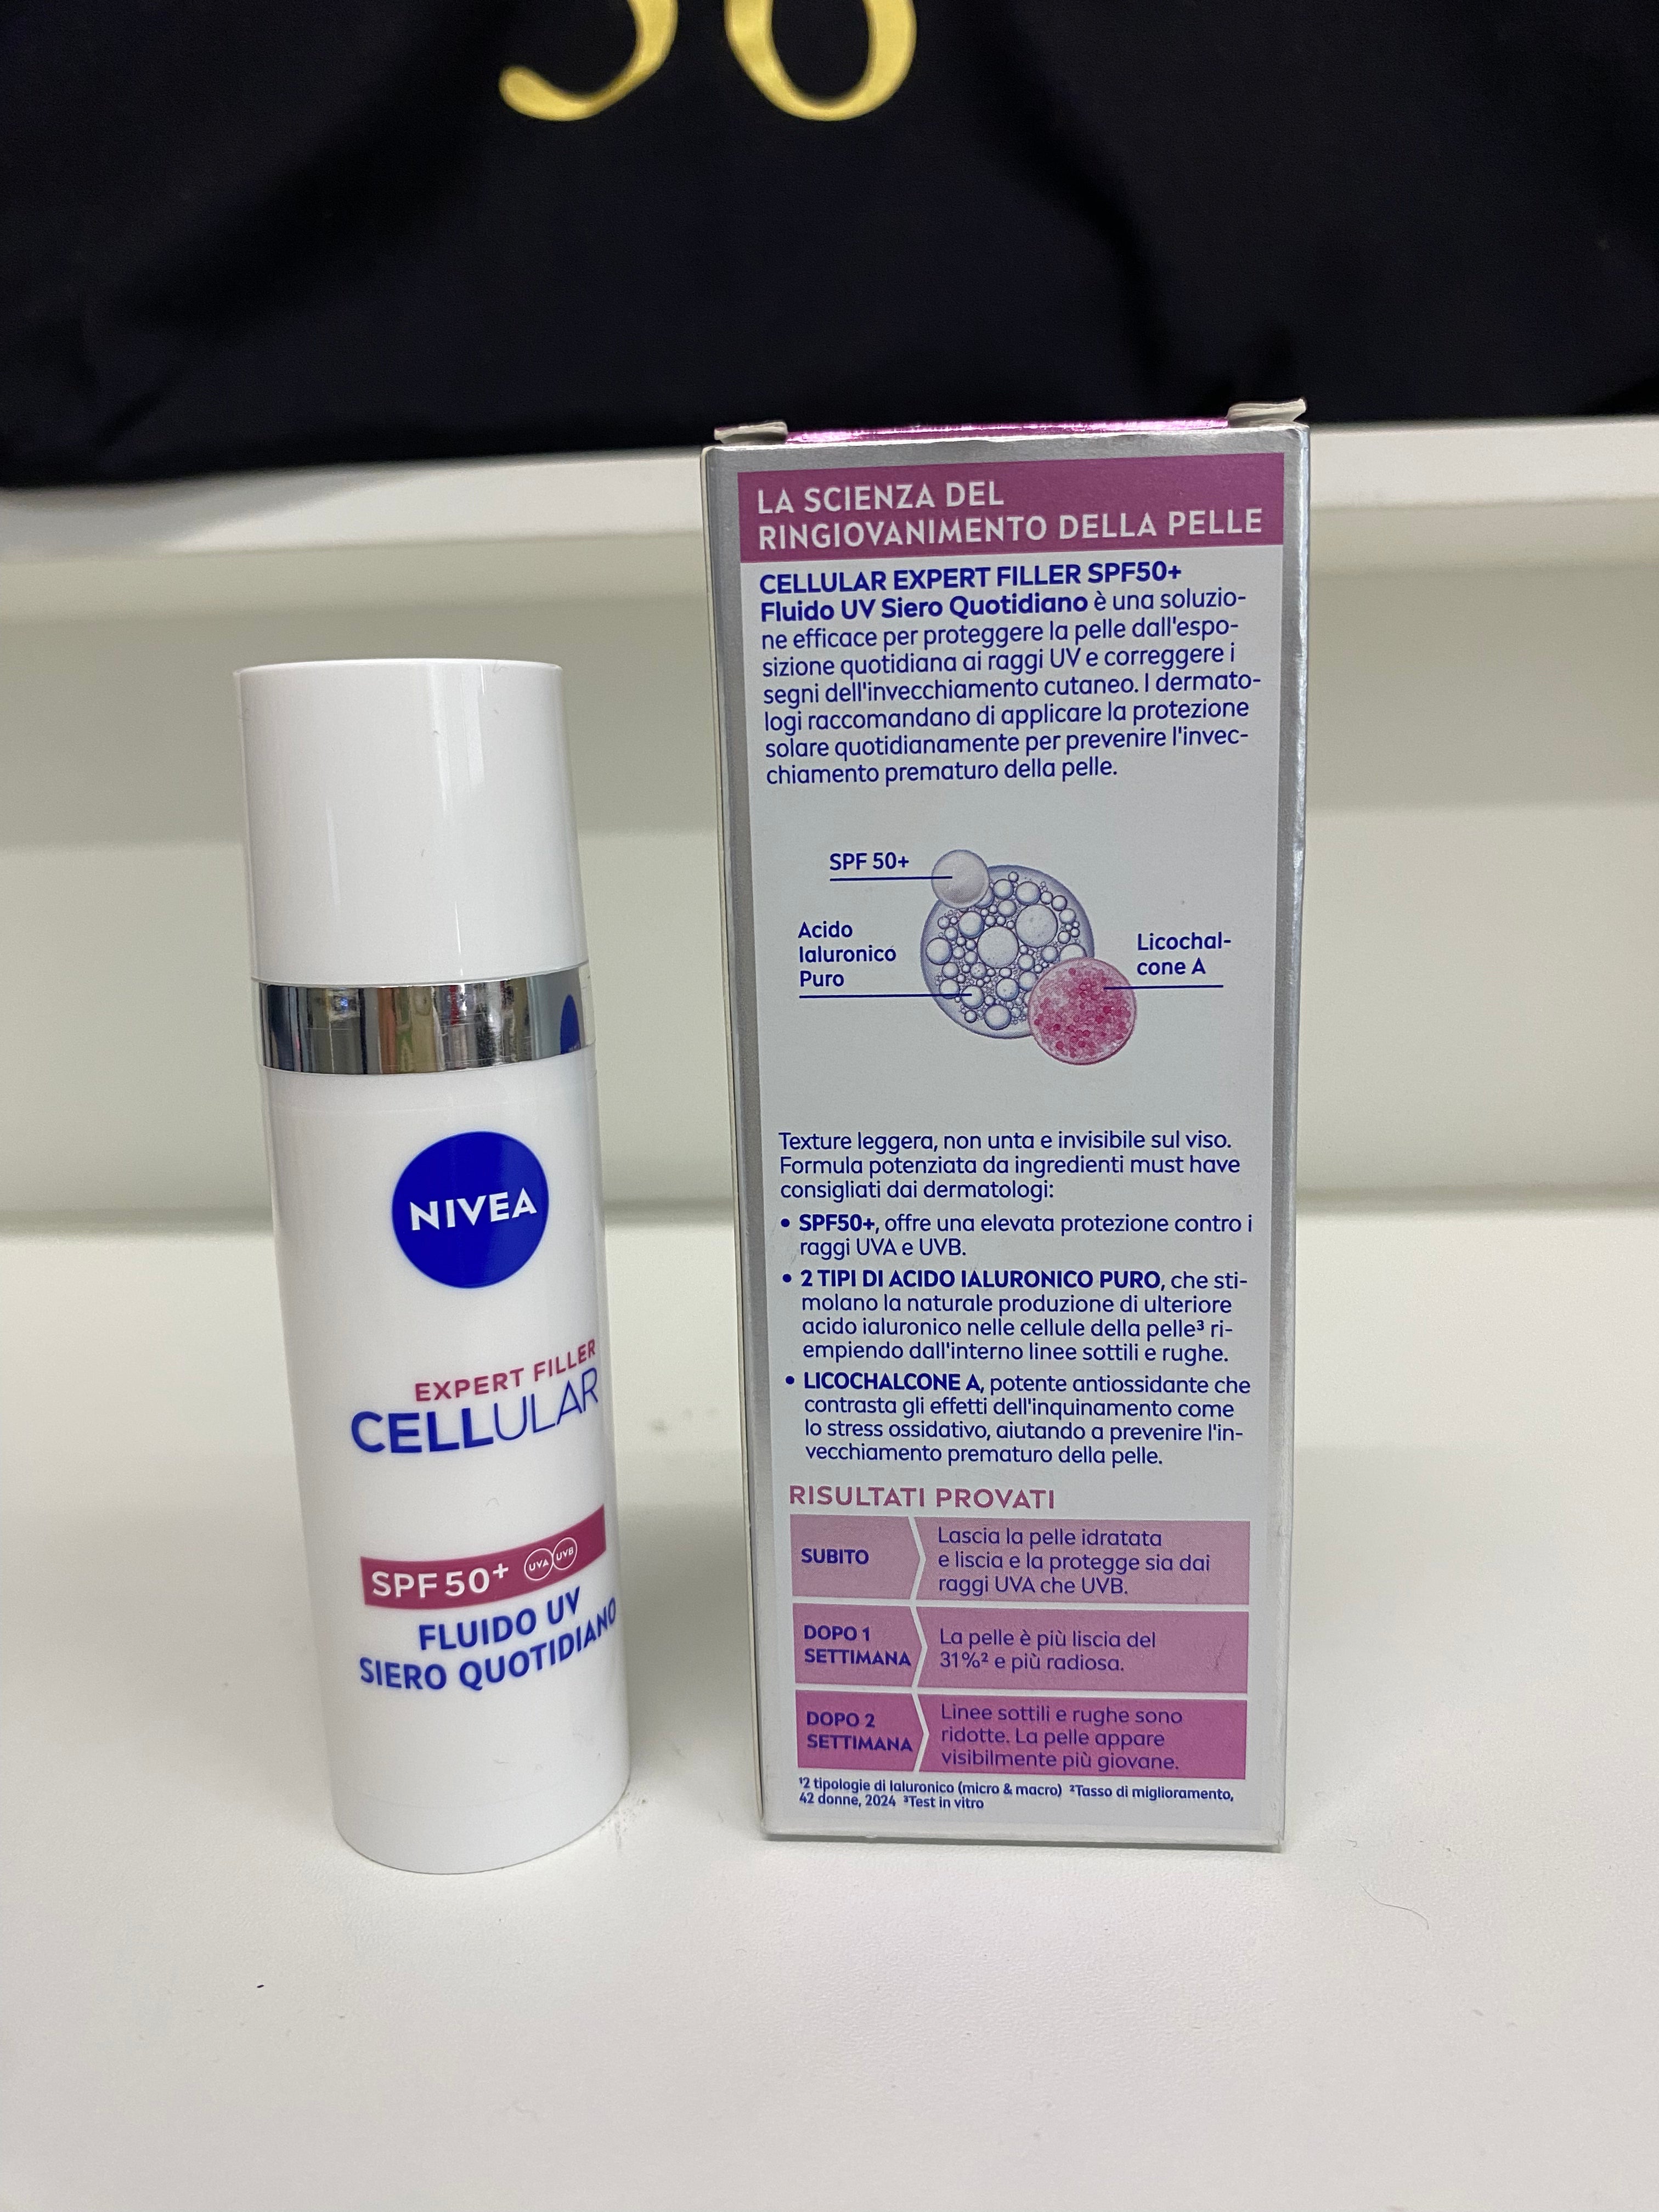 NIVEA
EXPERT FILLER
CELLULAR
SPF 50+ UVA UVB
FLUIDO UV
SIERO QUOTIDIANO
LA SCIENZA DEL
RINGIOVANIMENTO DELLA PELLE
CELLULAR EXPERT FILLER SPF50+
Fluido UV Siero Quotidiano è una soluzio-
ne efficace per proteggere la pelle dall'espo-
sizione quotidiana ai raggi UV e correggere i
segni dell'invecchiamento cutaneo. I dermato-
logi raccomandano di applicare la protezione
solare quotidianamente per prevenire l'invec-
chiamento prematuro della pelle.
SPF 50+
Acido
Ialuronico
Puro
Licochal-
cone A
Texture leggera, non unta e invisibile sul viso.
Formula potenziata da ingredienti must have
consigliati dai dermatologi:
• SPF50+, offre una elevata protezione contro i
raggi UVA e UVB.
• 2 TIPI DI ACIDO IALURONICO PURO, che sti-
molano la naturale produzione di ulteriore
acido ialuronico nelle cellule della pelle³ ri-
empiendo dall'interno linee sottili e rughe.
• LICOCHALCONE A, potente antiossidante che
contrasta gli effetti dell'inquinamento come
lo stress ossidativo, aiutando a prevenire l'in-
vecchiamento prematuro della pelle.
RISULTATI PROVATI
SUBITO
Lascia la pelle idratata
e liscia e la protegge sia dai
raggi UVA che UVB.
DOPO 1
SETTIMANA
La pelle è più liscia del
31%² e più radiosa.
DOPO 2
SETTIMANA
Linee sottili e rughe sono
ridotte. La pelle appare
visibilmente più giovane.
¹2 tipologie di Ialuronico (micro & macro) ²Tasso di miglioramento,
42 donne, 2024 ³Test in vitro